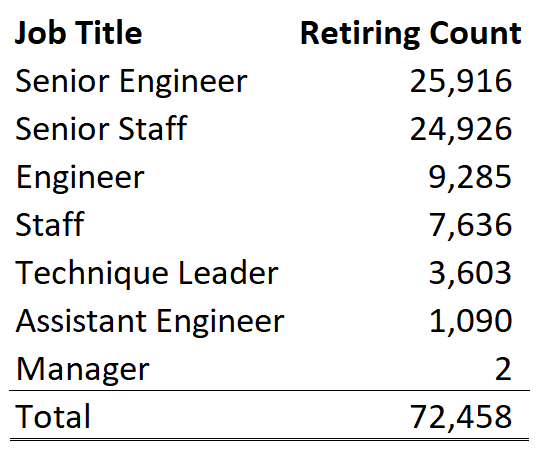 Job Title Retiring Count
Senior Engineer 25,916
Senior Staff 24,926
Engineer 9,285
Staff 7,636
Technique Leader 3,603
Assistant Engineer 1,090
Manager 2
Total 72,458